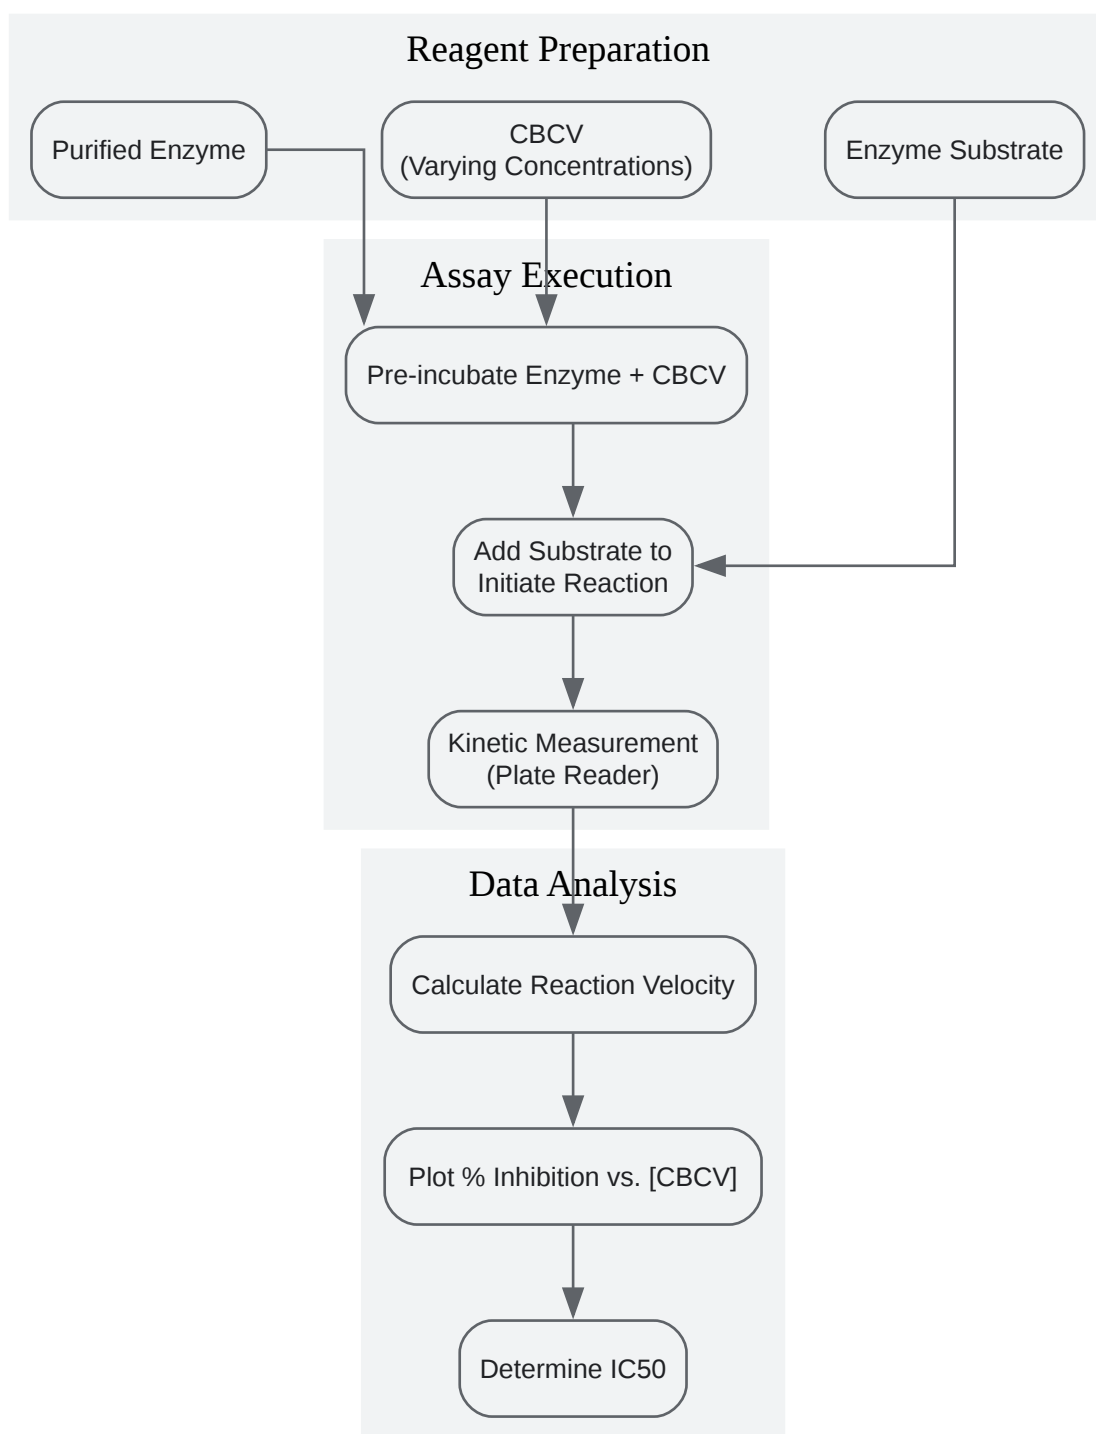 Reagent Preparation
Purified Enzyme
CBCV
(Varying Concentrations)
Enzyme Substrate
Assay Execution
Pre-incubate Enzyme + CBCV
Add Substrate to
Initiate Reaction
Kinetic Measurement
(Plate Reader)
Data Analysis
Calculate Reaction Velocity
Plot % Inhibition vs. [CBCV]
Determine IC50